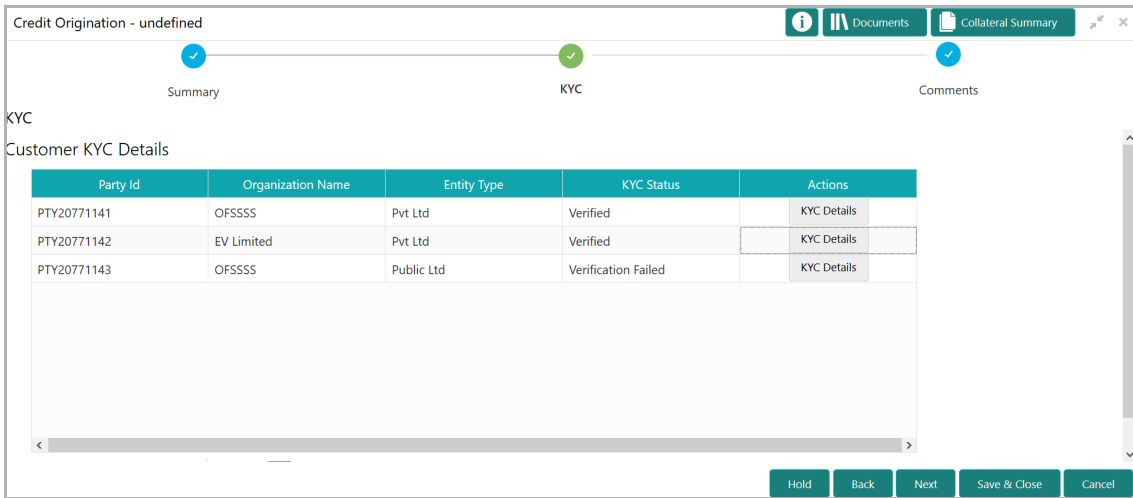 Credit Origination - undefined
Documents
Collateral Summary
Summary
KYC
Comments
KYC
Customer KYC Details
Party Id Organization Name Entity Type KYC Status Actions
PTY20771141 OFSSSS Pvt Ltd Verified KYC Details
PTY20771142 EV Limited Pvt Ltd Verified KYC Details
PTY20771143 OFSSSS Public Ltd Verification Failed KYC Details
Hold Back Next Save & Close Cancel